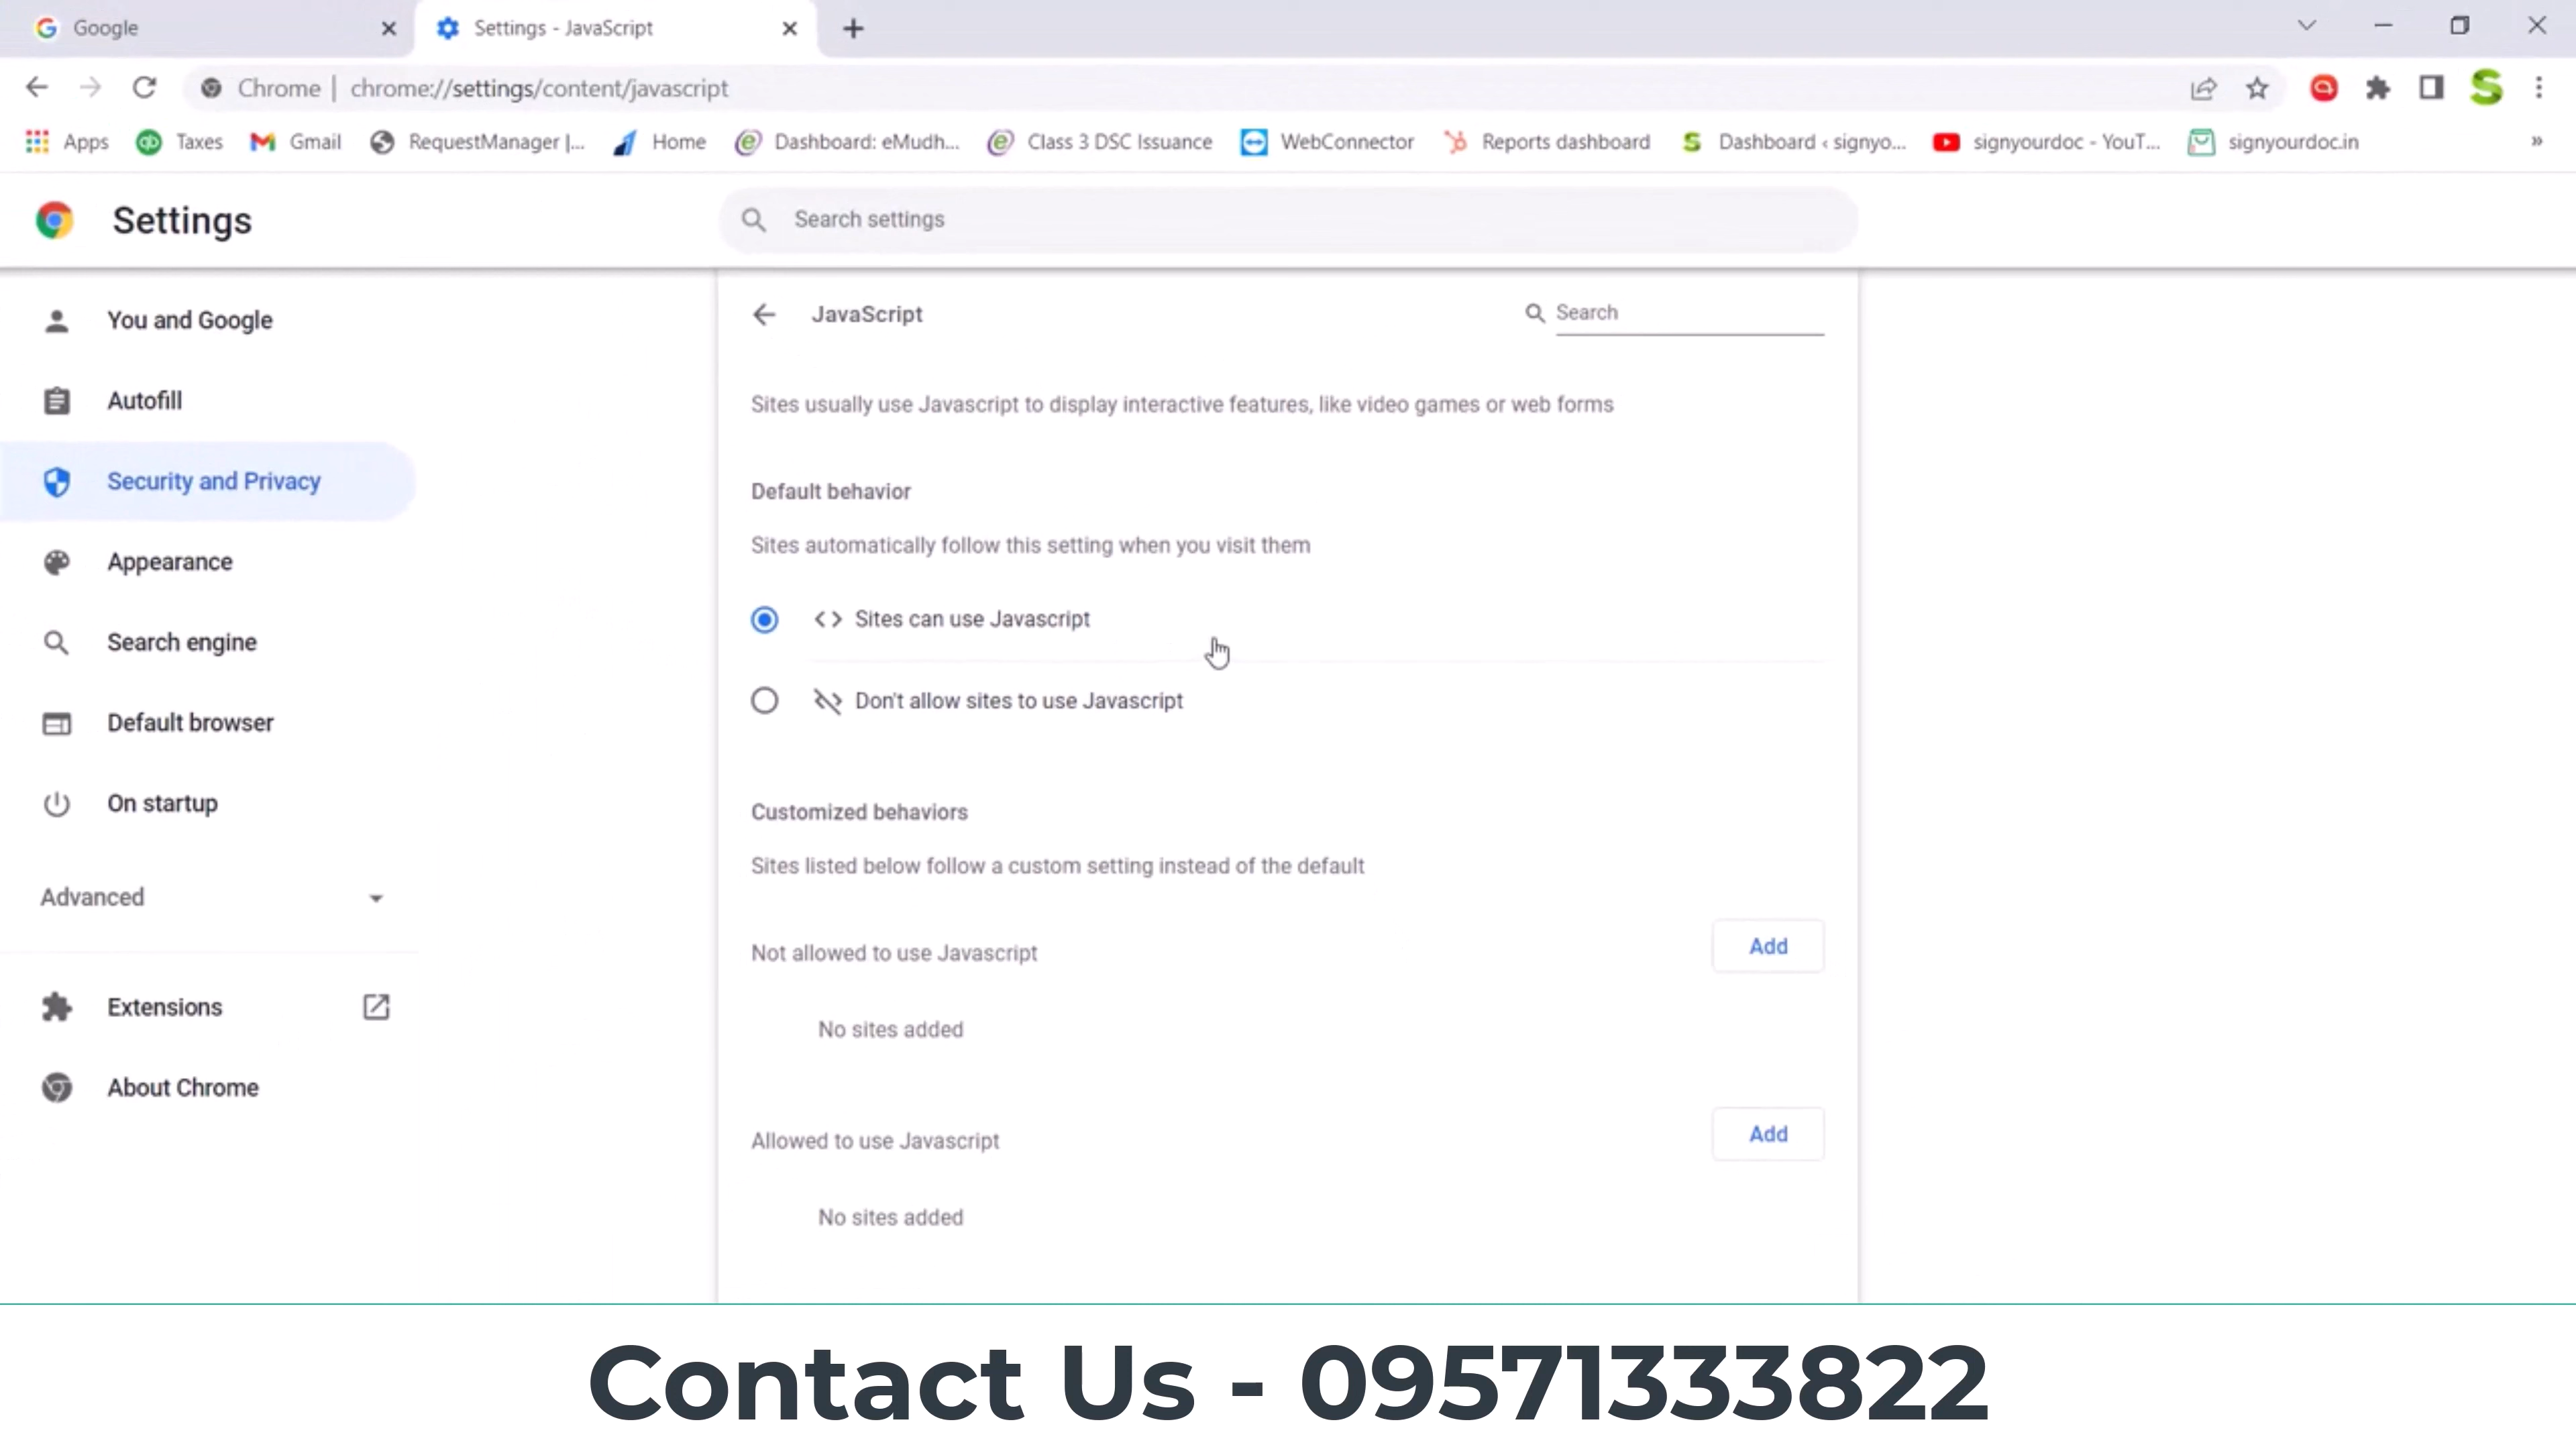 Google
Settings - JavaScript
Chrome | chrome://settings/content/javascript
Apps Taxes Gmail RequestManager |... Home Dashboard: eMudh... Class 3 DSC Issuance WebConnector Reports dashboard Dashboard ‹ signyo... signyourdoc - YouT... signyourdoc.in »
Settings
Search settings
You and Google
Autofill
Security and Privacy
Appearance
Search engine
Default browser
On startup
Advanced
Extensions
About Chrome
JavaScript
Search
Sites usually use Javascript to display interactive features, like video games or web forms
Default behavior
Sites automatically follow this setting when you visit them
Sites can use Javascript
Don't allow sites to use Javascript
Customized behaviors
Sites listed below follow a custom setting instead of the default
Not allowed to use Javascript
Add
No sites added
Allowed to use Javascript
Add
No sites added
Contact Us - 09571333822